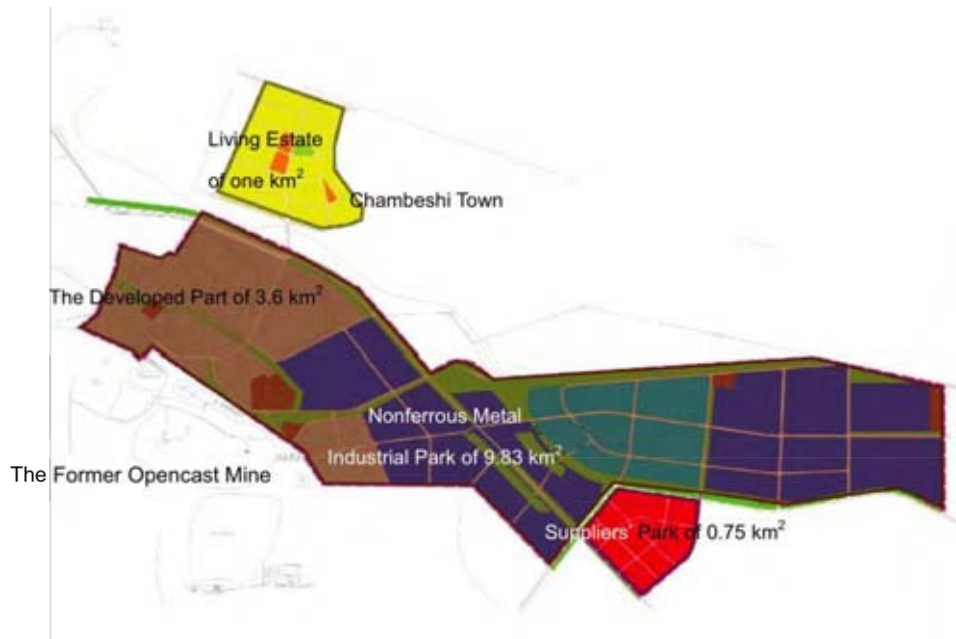 Living Estate
of one km²
Chambeshi Town
The Developed Part of 3.6 km²
Nonferrous Metal
Industrial Park of 9.83 km²
The Former Opencast Mine
Suppliers' Park of 0.75 km²